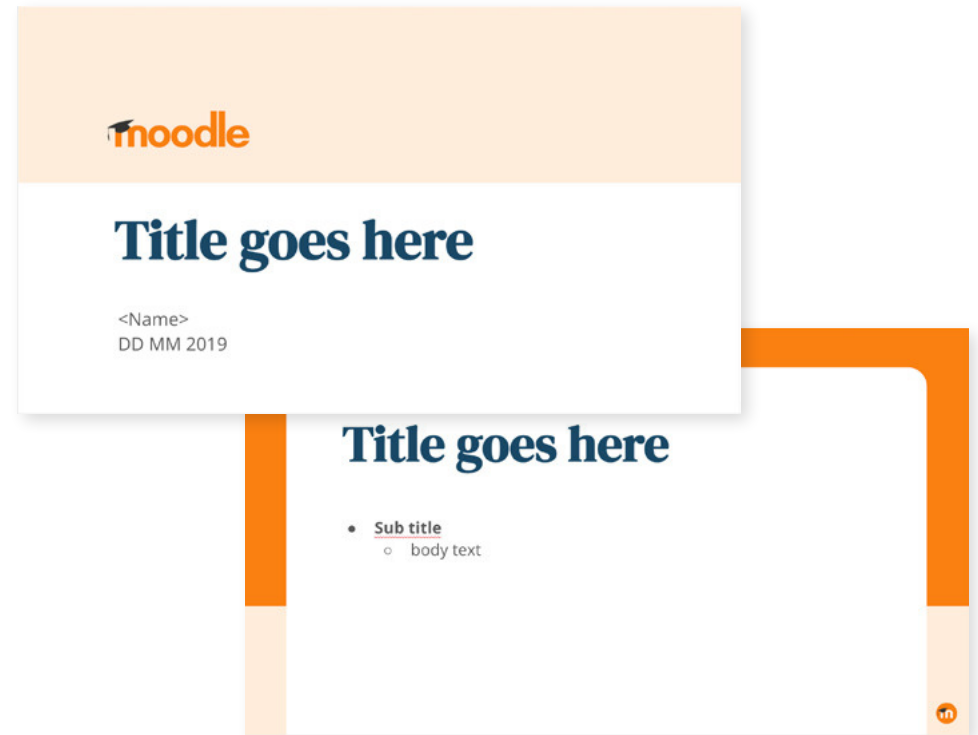 moodle
Title goes here
<Name>
DD MM 2019
Title goes here
● Sub title
○ body text
m